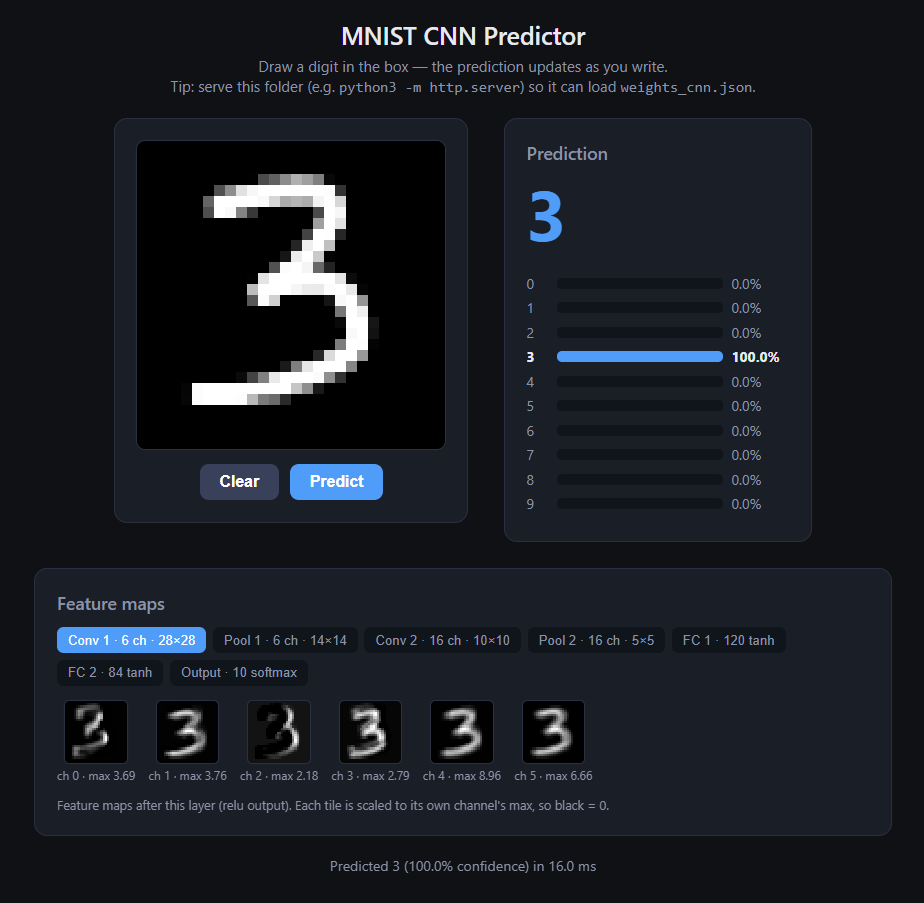 MNIST CNN Predictor
Draw a digit in the box — the prediction updates as you write.
Tip: serve this folder (e.g. python3 -m http.server) so it can load weights_cnn.json.
3
Clear
Predict
Prediction
3
0 0.0%
1 0.0%
2 0.0%
3 100.0%
4 0.0%
5 0.0%
6 0.0%
7 0.0%
8 0.0%
9 0.0%
Feature maps
Conv 1 · 6 ch · 28×28
Pool 1 · 6 ch · 14×14
Conv 2 · 16 ch · 10×10
Pool 2 · 16 ch · 5×5
FC 1 · 120 tanh
FC 2 · 84 tanh
Output · 10 softmax
3 3 3 3 3 3
ch 0 · max 3.69
ch 1 · max 3.76
ch 2 · max 2.18
ch 3 · max 2.79
ch 4 · max 8.96
ch 5 · max 6.66
Feature maps after this layer (relu output). Each tile is scaled to its own channel's max, so black = 0.
Predicted 3 (100.0% confidence) in 16.0 ms